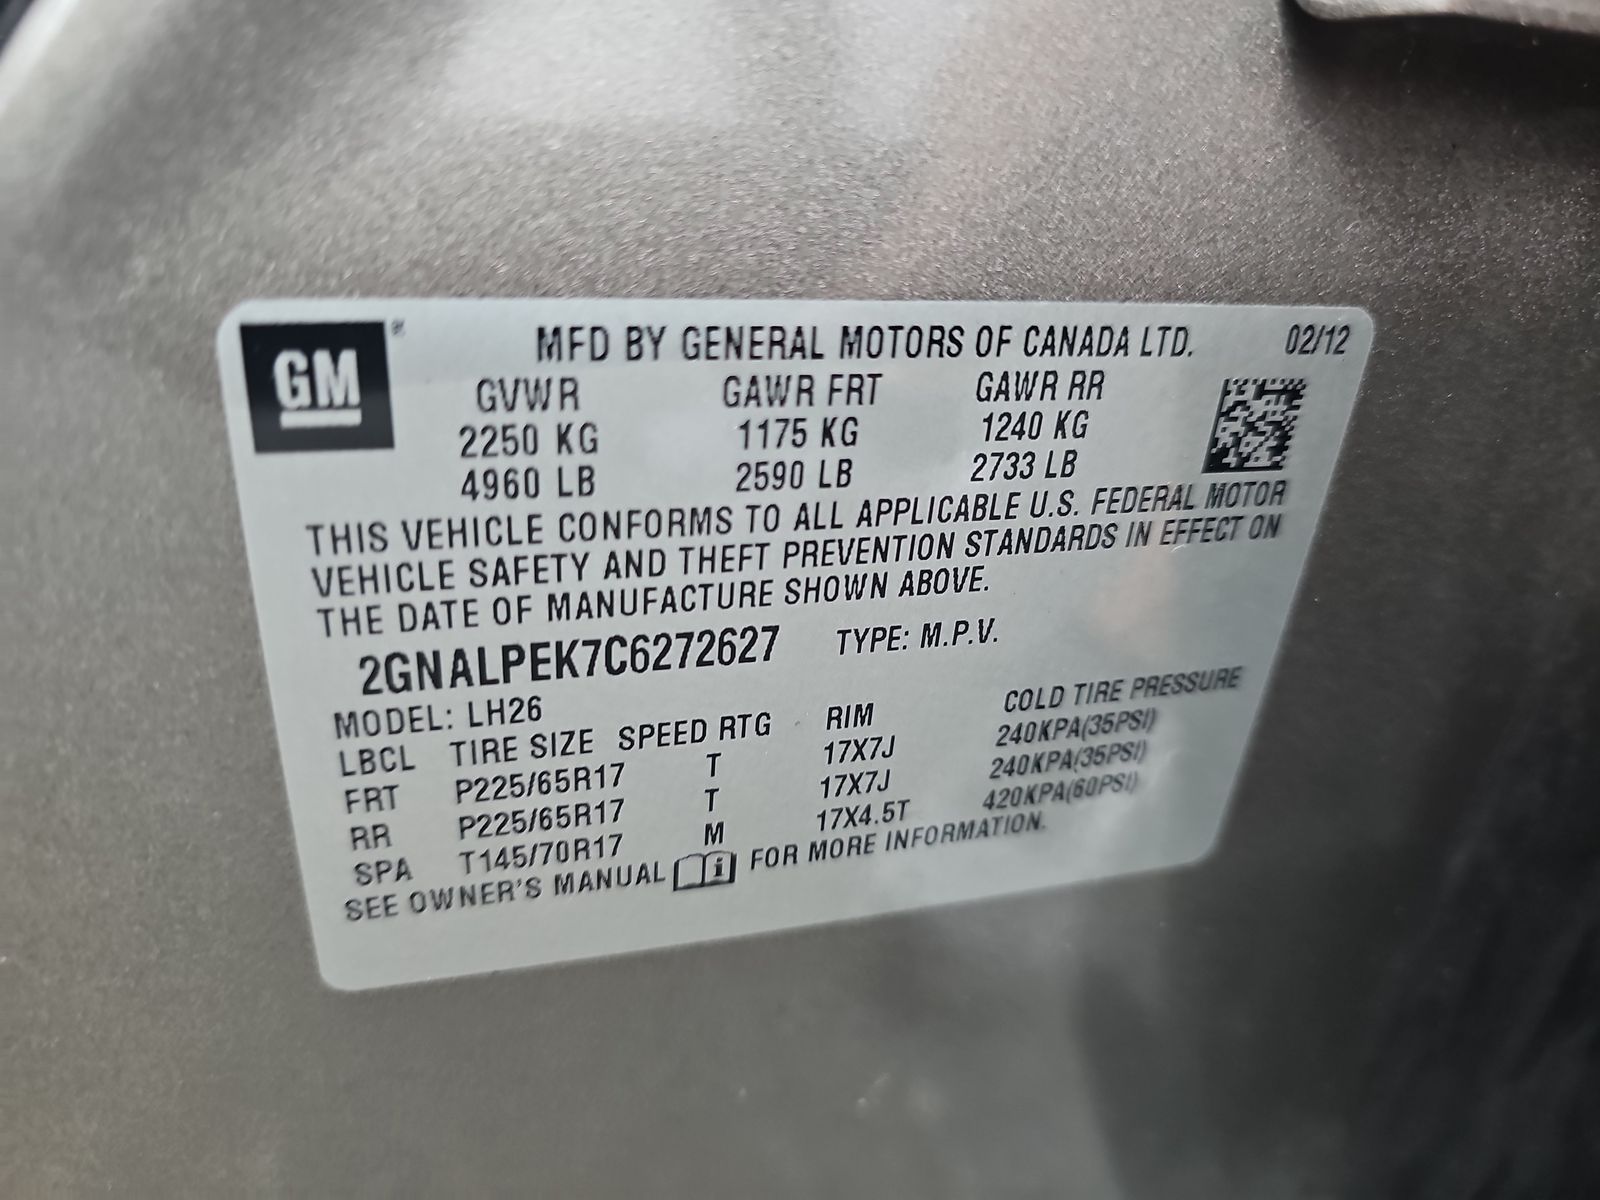 GM
MFD BY GENERAL MOTORS OF CANADA LTD. 02/12
GVWR GAWR FRT GAWR RR
2250 KG 1175 KG 1240 KG
4960 LB 2590 LB 2733 LB
THIS VEHICLE CONFORMS TO ALL APPLICABLE U.S. FEDERAL MOTOR
VEHICLE SAFETY AND THEFT PREVENTION STANDARDS IN EFFECT ON
THE DATE OF MANUFACTURE SHOWN ABOVE.
2GNALPEK7C6272627 TYPE: M.P.V.
MODEL: LH26
LBCL TIRE SIZE SPEED RTG RIM COLD TIRE PRESSURE
FRT P225/65R17 T 17X7J 240KPA(35PSI)
RR P225/65R17 T 17X7J 240KPA(35PSI)
SPA T145/70R17 M 17X4.5T 420KPA(60PSI)
SEE OWNER'S MANUAL FOR MORE INFORMATION.